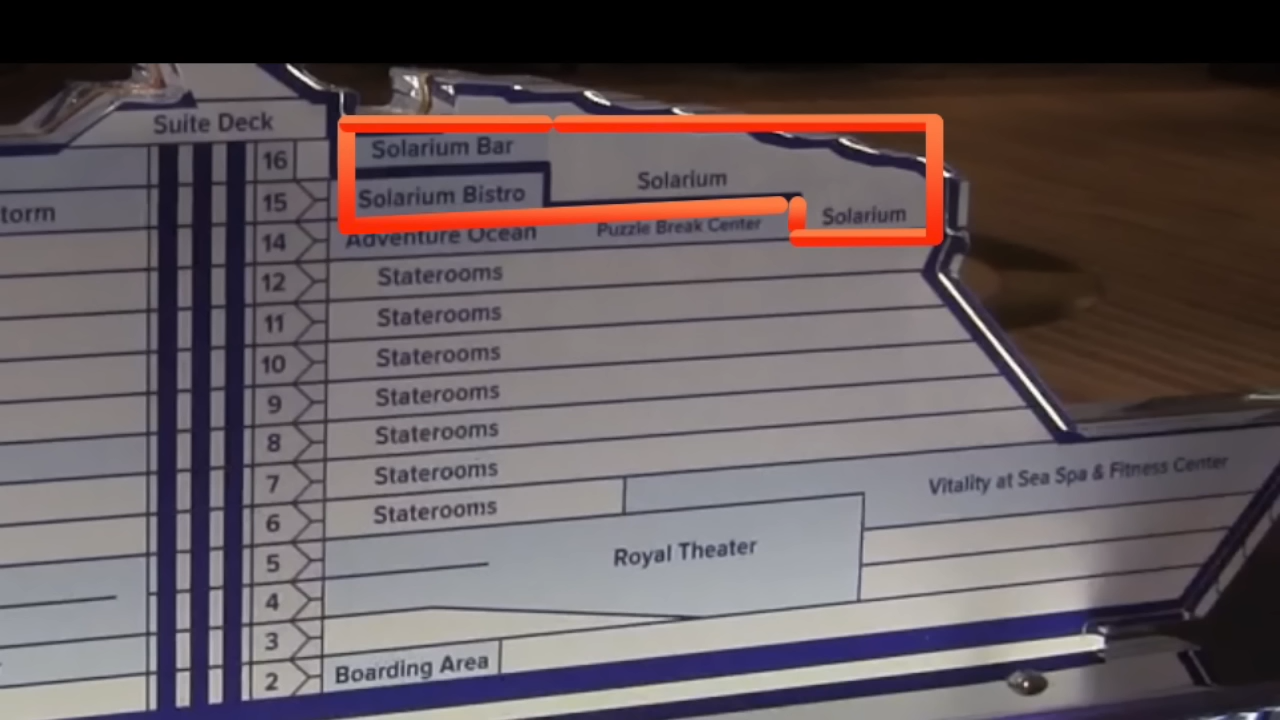 Suite Deck
16 Solarium Bar
Solarium
15 Solarium Bistro
Solarium
torm
14 Adventure Ocean Puzzle Break Center
12 Staterooms
11 Staterooms
10 Staterooms
9 Staterooms
8 Staterooms
7 Staterooms
Vitality at Sea Spa & Fitness Center
6 Staterooms
5 Royal Theater
4
3
2 Boarding Area